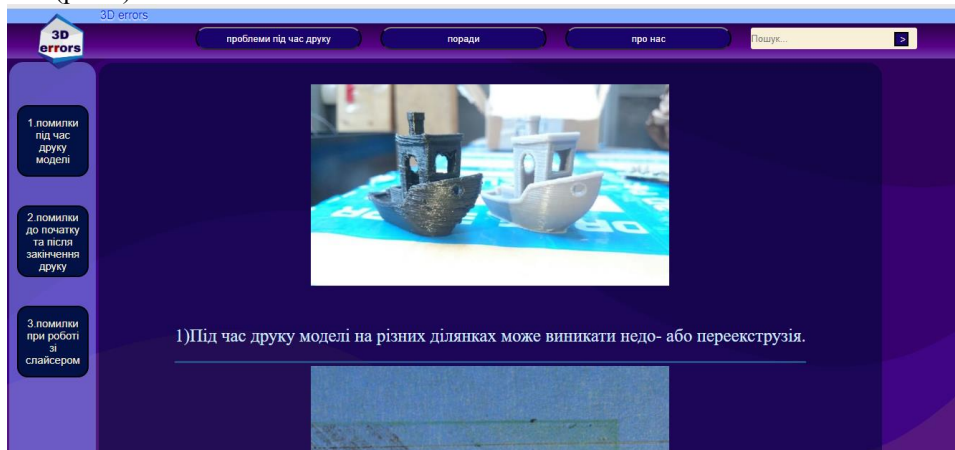 3D errors
3D
errors
проблеми під час друку
поради
про нас
Пошук...
>
1.помилки
під час
друку
моделі
2.помилки
до початку
та після
закінчення
друку
3.помилки
при роботі
зі
слайсером
1)Під час друку моделі на різних ділянках може виникати недо- або переекструзія.